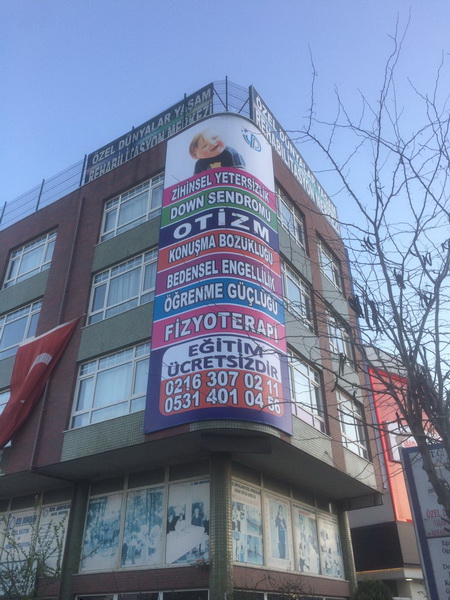 ÖZEL DÜNYALAR YAŞAM
REHABİLİTASYON MERKEZİ
ZİHİNSEL YETERSİZLİK
DOWN SENDROMU
OTİZM
KONUŞMA BOZUKLUĞU
BEDENSEL ENGELLİLİK
ÖĞRENME GÜÇLÜĞÜ
FİZYOTERAPİ
EĞİTİM
ÜCRETSİZDİR
0216 307 02 11
0531 401 04 56